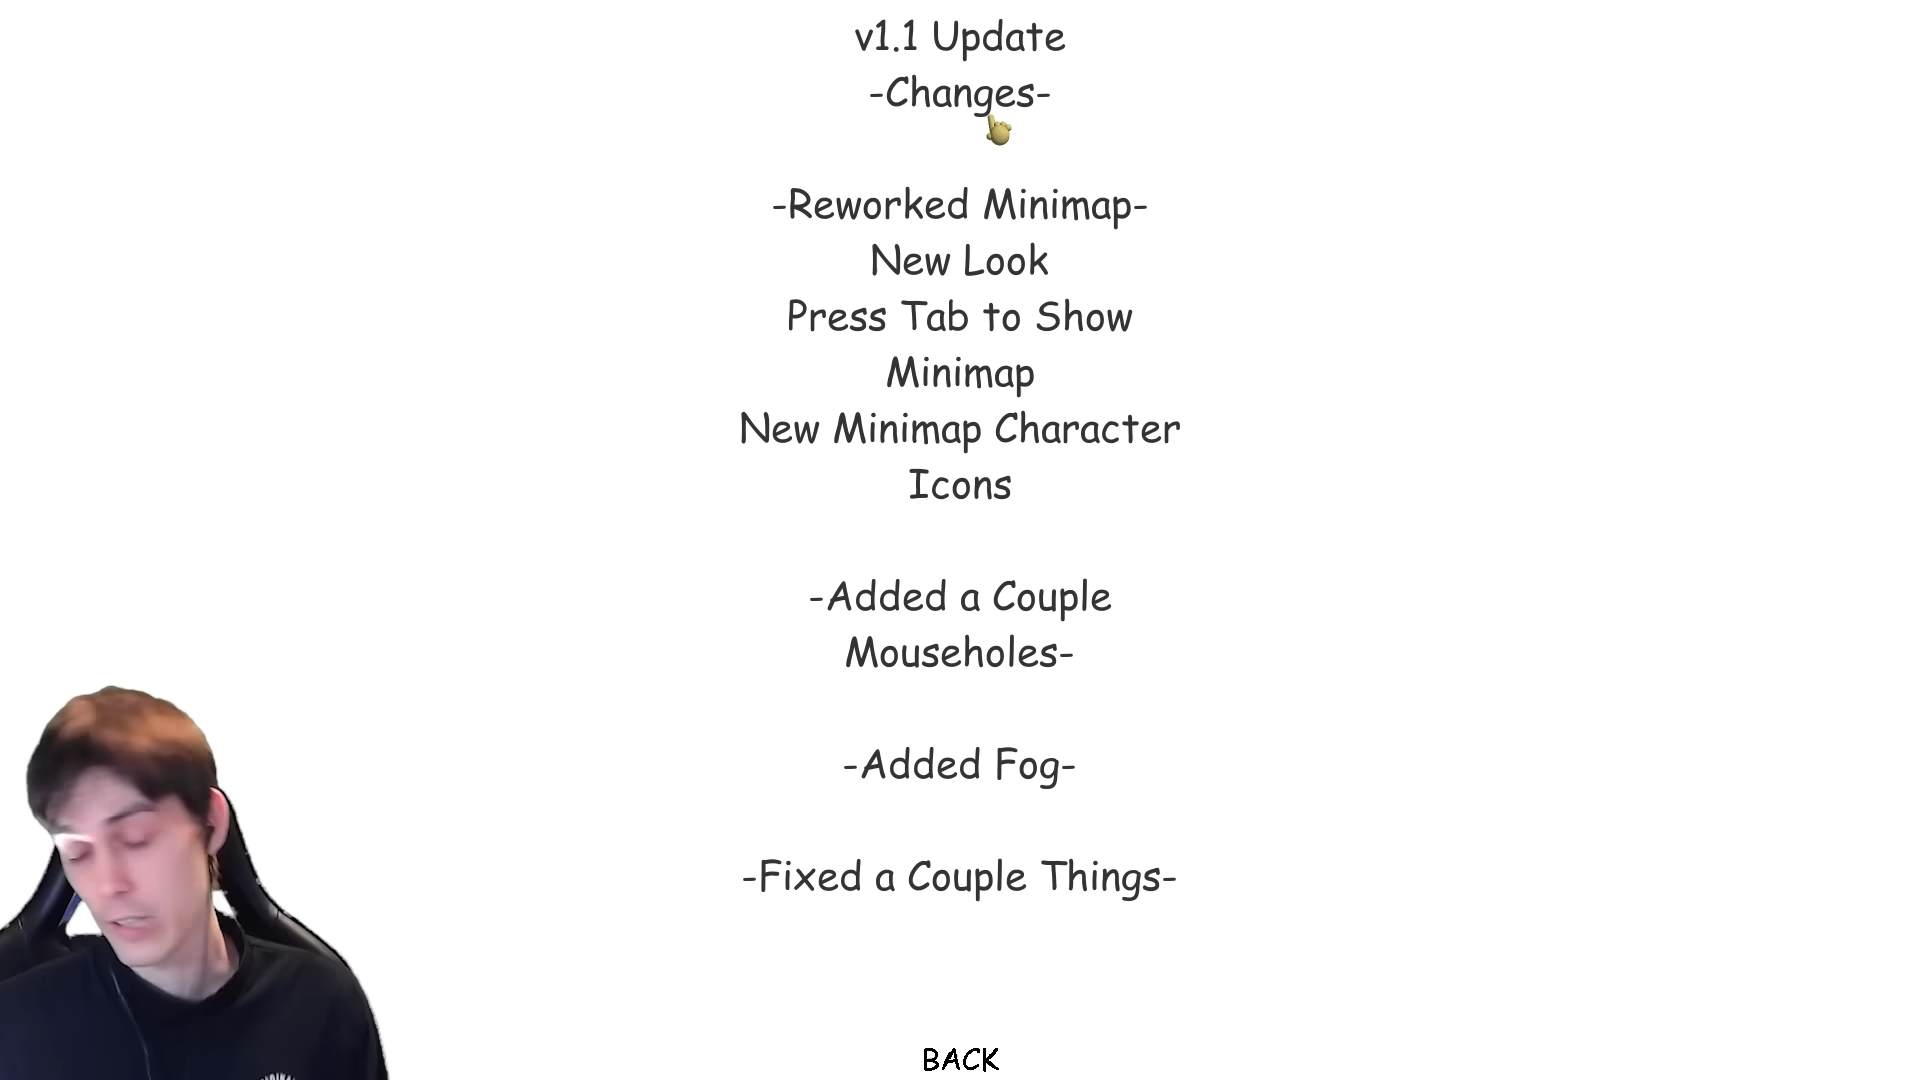 v1.1 Update
-Changes-
-Reworked Minimap-
New Look
Press Tab to Show
Minimap
New Minimap Character
Icons
-Added a Couple
Mouseholes-
-Added Fog-
-Fixed a Couple Things-
BACK